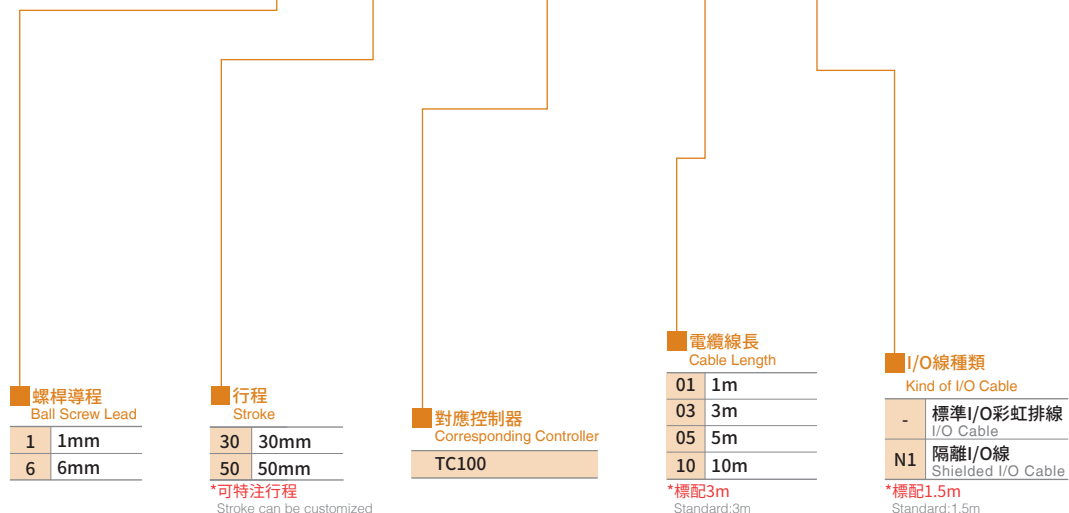 螺桿導程
Ball Screw Lead
1 1mm
6 6mm
行程
Stroke
30 30mm
50 50mm
*可特注行程
Stroke can be customized
對應控制器
Corresponding Controller
TC100
電纜線長
Cable Length
01 1m
03 3m
05 5m
10 10m
*標配3m
Standard:3m
I/O線種類
Kind of I/O Cable
- 標準I/O彩虹排線
I/O Cable
N1 隔離I/O線
Shielded I/O Cable
*標配1.5m
Standard:1.5m